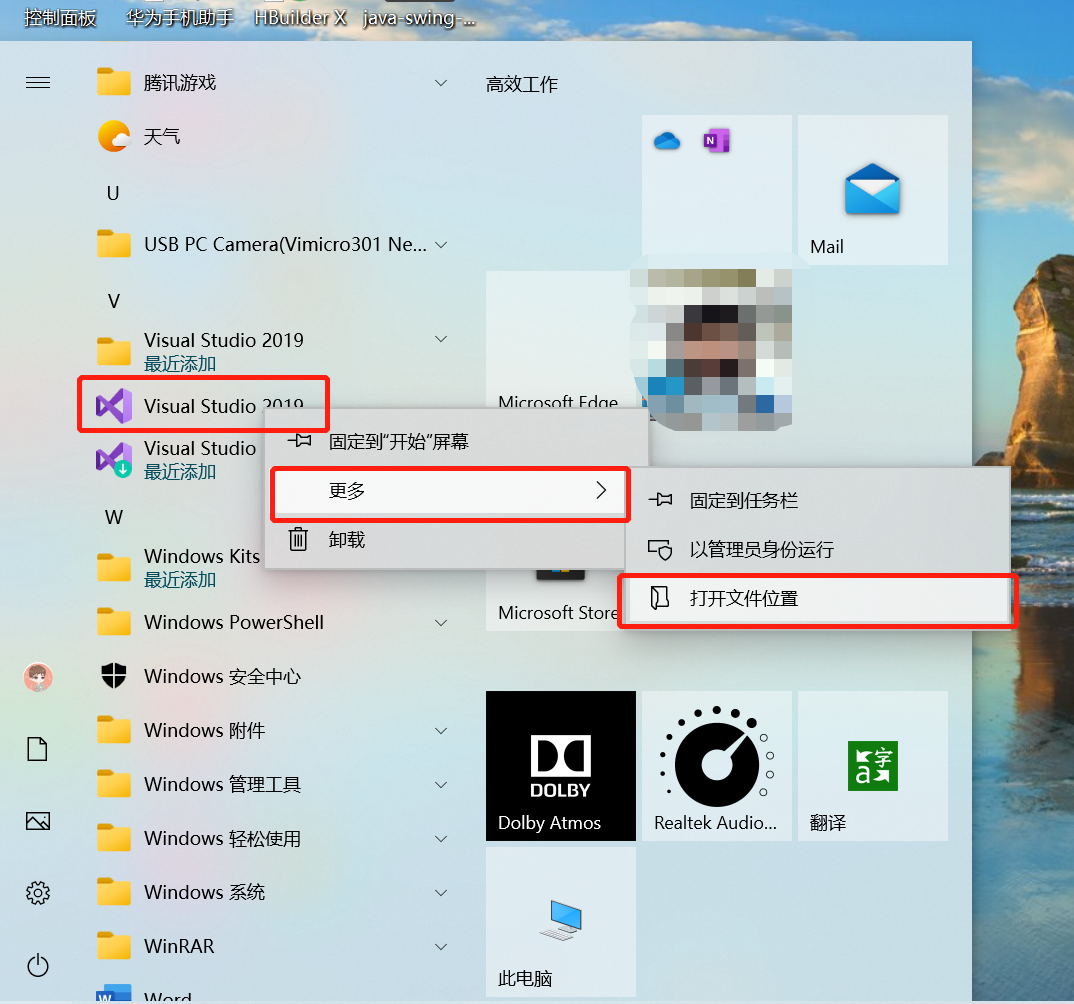 控制面板
华为手机助手
HBuilder X
java-swing-...
腾讯游戏
高效工作
天气
U
USB PC Camera(Vimicro301 Ne...
N
Mail
V
Visual Studio 2019
最近添加
Microsoft Edge
Visual Studio 2019
固定到“开始”屏幕
Visual Studio
最近添加
更多
固定到任务栏
W
卸载
以管理员身份运行
Windows Kits
最近添加
打开文件位置
Microsoft Store
Windows PowerShell
Windows 安全中心
Windows 附件
DOLBY
a字
Windows 管理工具
Dolby Atmos
Realtek Audio...
翻译
Windows 轻松使用
Windows 系统
WinRAR
此电脑
W
Word